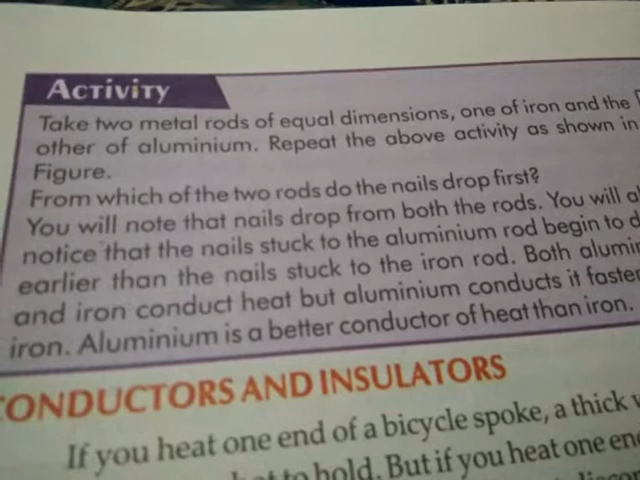 ACTIVITY
Take two metal rods of equal dimensions, one of iron and the
other of aluminium. Repeat the above activity as shown in
Figure.
From which of the two rods do the nails drop first?
You will note that nails drop from both the rods. You will
notice that the nails stuck to the aluminium rod begin to
earlier than the nails stuck to the iron rod. Both
and iron conduct heat but aluminium conducts it faster
iron. Aluminium is a better conductor of heat than iron.
CONDUCTORS AND INSULATORS
If you heat one end of a bicycle spoke, a thick
to hold. But if you heat one